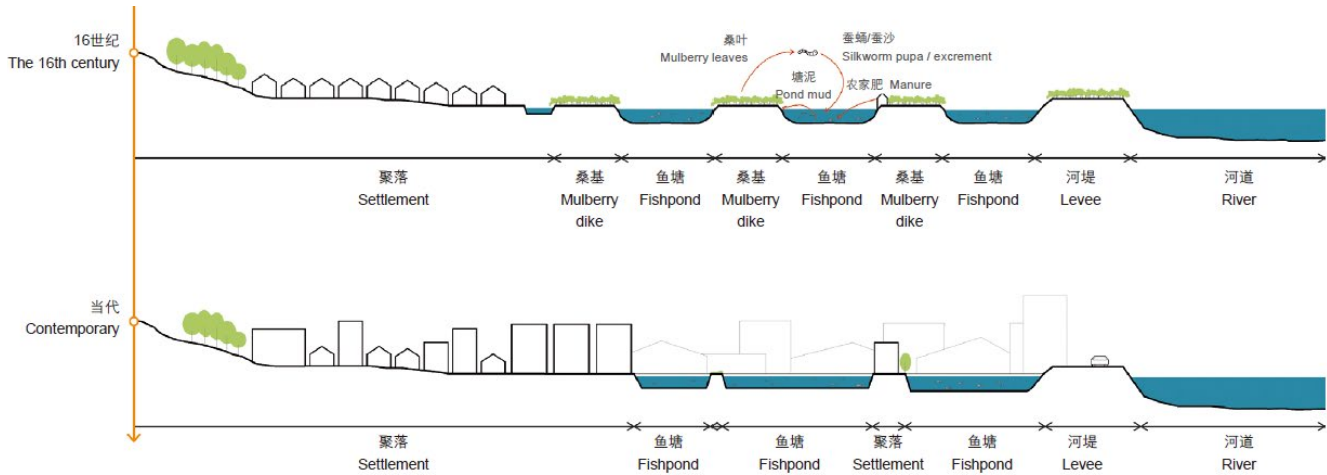 16世纪
The 16th century
桑叶
Mulberry leaves
蚕蛹/蚕沙
Silkworm pupa / excrement
塘泥
Pond mud
农家肥 Manure
聚落
Settlement
桑基
Mulberry
dike
鱼塘
Fishpond
桑基
Mulberry
dike
鱼塘
Fishpond
桑基
Mulberry
dike
鱼塘
Fishpond
河堤
Levee
河道
River
当代
Contemporary
聚落
Settlement
鱼塘
Fishpond
鱼塘
Fishpond
聚落
Settlement
鱼塘
Fishpond
河堤
Levee
河道
River